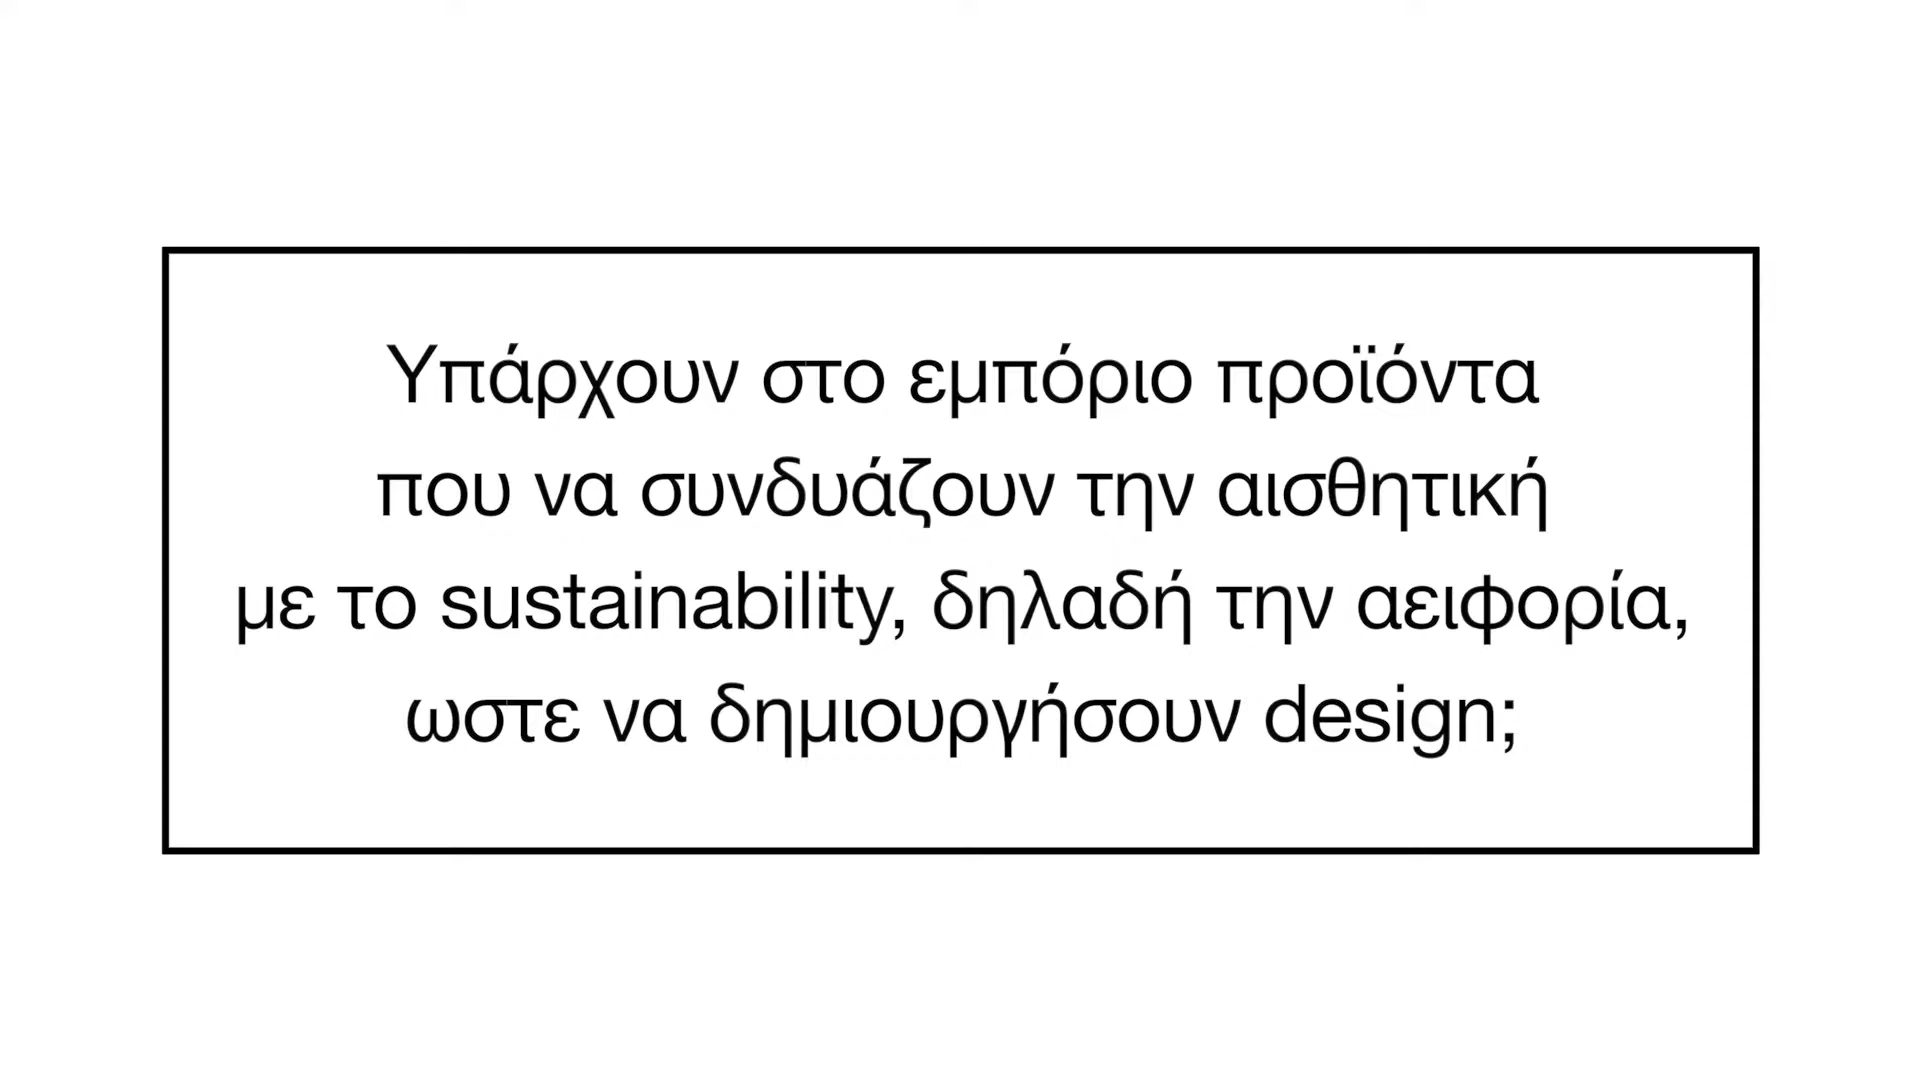 Υπάρχουν στο εμπόριο προϊόντα
που να συνδυάζουν την αισθητική
με το sustainability, δηλαδή την αειφορία,
ωστε να δημιουργήσουν design;